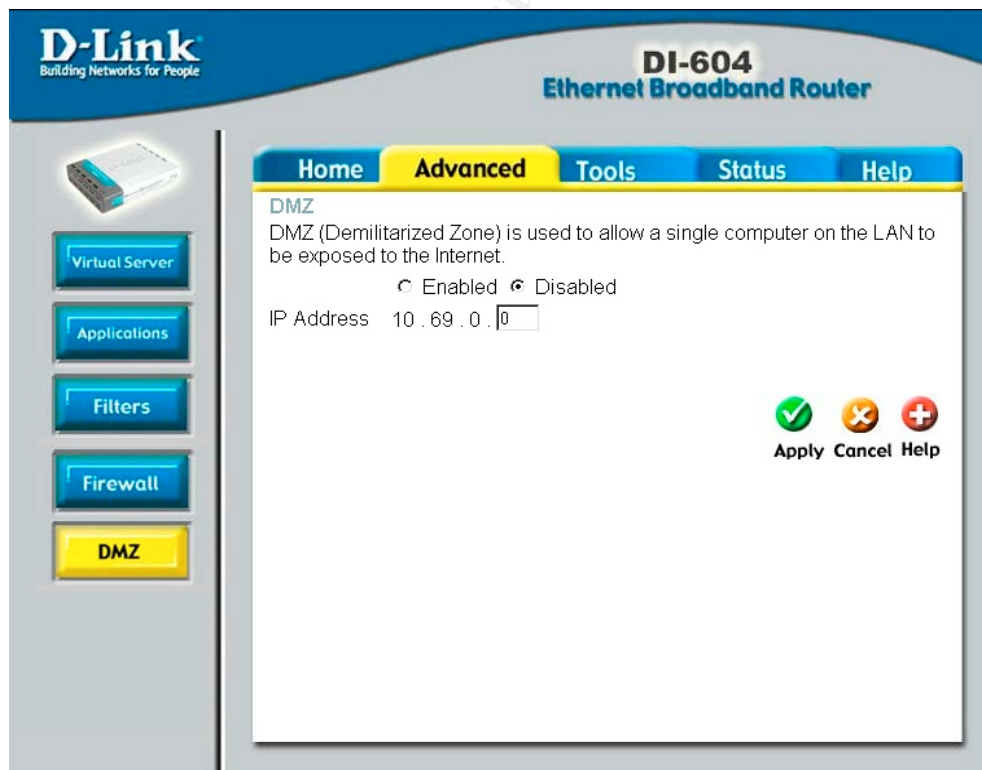 D-Link
Building Networks for People
DI-604
Ethernet Broadband Router
Home Advanced Tools Status Help
Virtual Server
Applications
Filters
Firewall
DMZ
DMZ
DMZ (Demilitarized Zone) is used to allow a single computer on the LAN to
be exposed to the Internet.
Enabled Disabled
IP Address 10 . 69 . 0 . 0
Apply Cancel Help